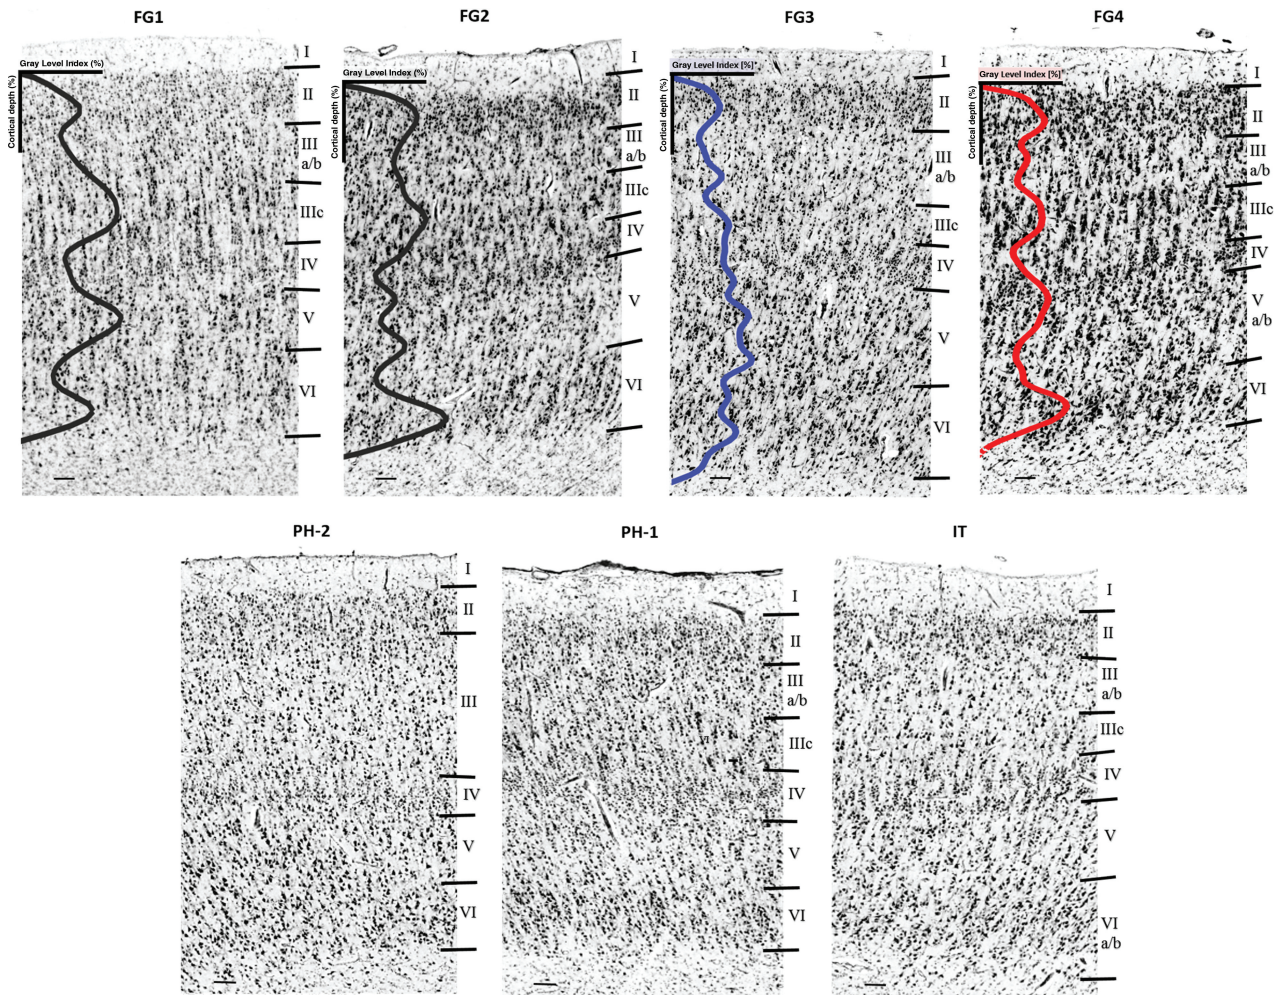 FG1
FG2
FG3
FG4
Gray Level Index (%)
Cortical depth (%)
I
II
III
a/b
IIIc
IV
V
VI
Gray Level Index (%)
Cortical depth (%)
I
II
III
a/b
IIIc
IV
V
VI
Gray Level Index [%]*
Cortical depth (%)
I
II
III
a/b
IIIc
IV
V
VI
Gray Level Index [%]*
Cortical depth (%)
I
II
III
a/b
IIIc
IV
V
a/b
VI
PH-2
PH-1
IT
I
II
III
IV
V
VI
I
II
III
a/b
IIIc
IV
V
VI
I
II
III
a/b
IIIc
IV
V
VI
a/b